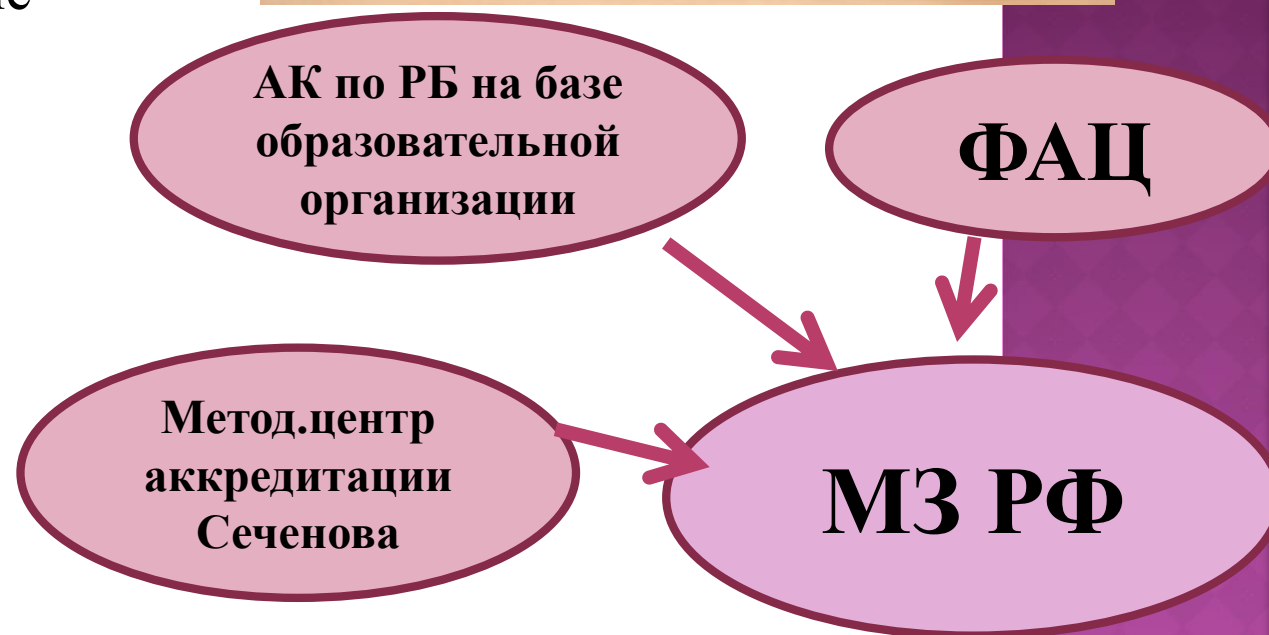 АК по РБ на базе
образовательной
организации
ФАЦ
Метод.центр
аккредитации
Сеченова
МЗ РФ